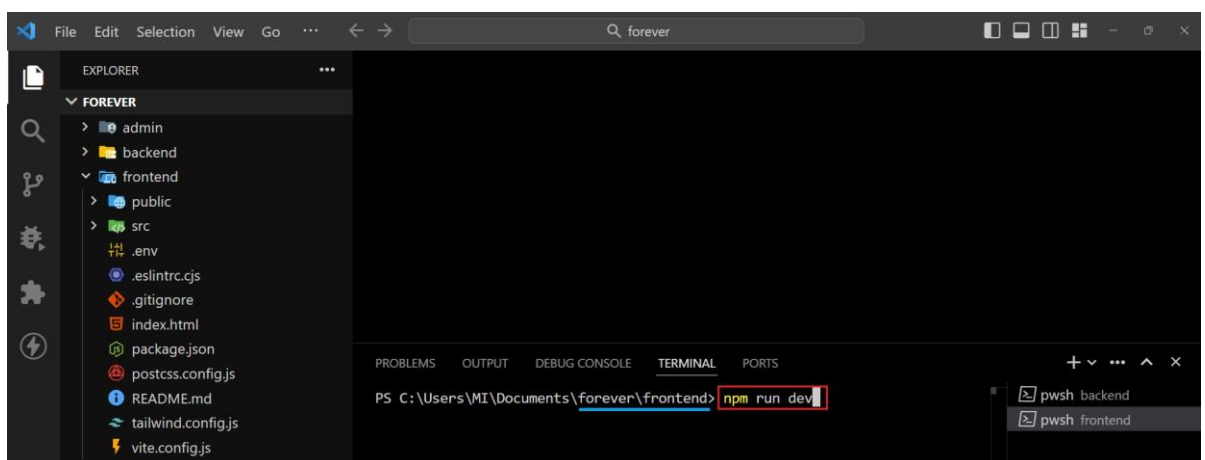 File Edit Selection View Go ··· forever
EXPLORER ···
FOREVER
admin
backend
frontend
public
src
.env
.eslintrc.cjs
.gitignore
index.html
package.json
postcss.config.js
README.md
tailwind.config.js
vite.config.js
PROBLEMS OUTPUT DEBUG CONSOLE TERMINAL PORTS
PS C:\Users\MI\Documents\forever\frontend> npm run dev
pwsh backend
pwsh frontend